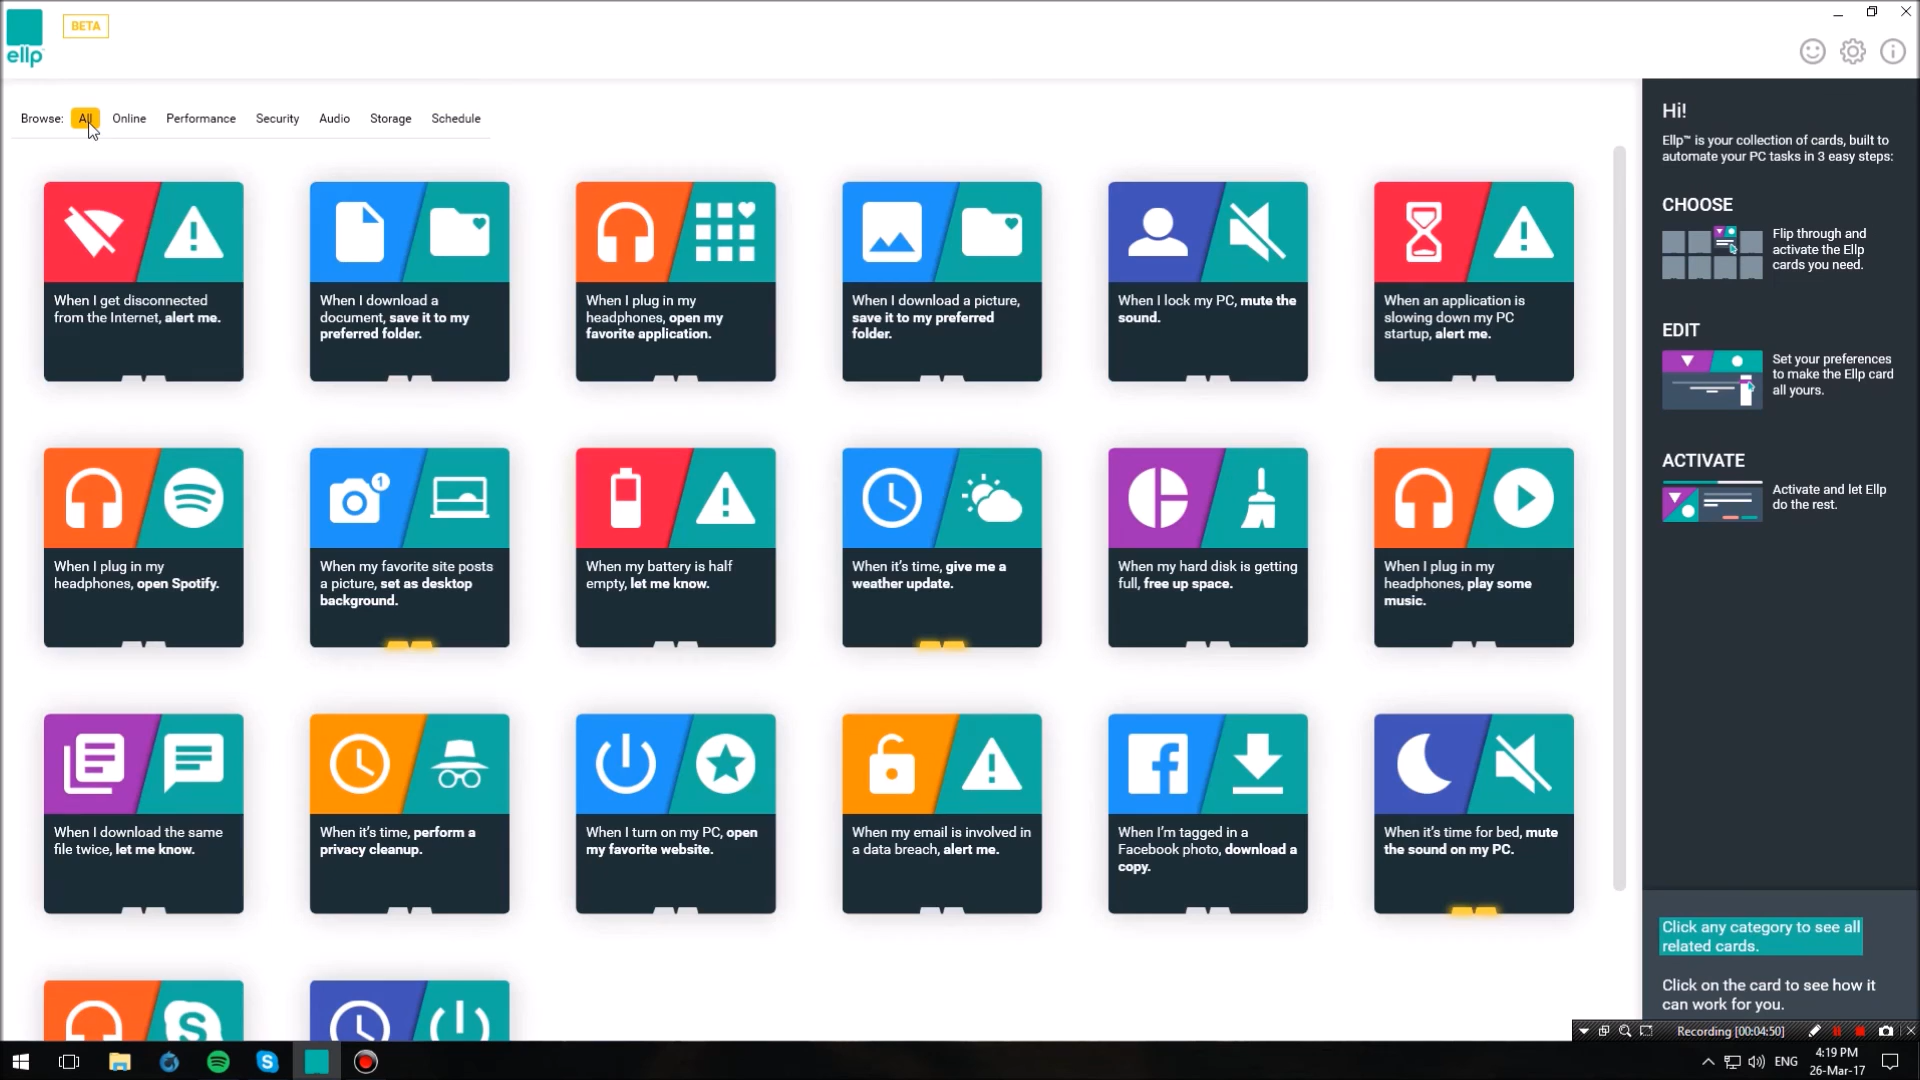 ellp
BETA
Browse: All Online Performance Security Audio Storage Schedule
When I get disconnected
from the Internet, alert me.
When I download a
document, save it to my
preferred folder.
When I plug in my
headphones, open my
favorite application.
When I download a picture,
save it to my preferred
folder.
When I lock my PC, mute the
sound.
When an application is
slowing down my PC
startup, alert me.
When I plug in my
headphones, open Spotify.
1
When my favorite site posts
a picture, set as desktop
background.
When my battery is half
empty, let me know.
When it's time, give me a
weather update.
When my hard disk is getting
full, free up space.
When I plug in my
headphones, play some
music.
When I download the same
file twice, let me know.
When it's time, perform a
privacy cleanup.
When I turn on my PC, open
my favorite website.
When my email is involved in
a data breach, alert me.
When I'm tagged in a
Facebook photo, download a
copy.
When it's time for bed, mute
the sound on my PC.
Hi!
Ellp™ is your collection of cards, built to
automate your PC tasks in 3 easy steps:
CHOOSE
Flip through and
activate the Ellp
cards you need.
EDIT
Set your preferences
to make the Ellp card
all yours.
ACTIVATE
Activate and let Ellp
do the rest.
Click any category to see all
related cards.
Click on the card to see how it
can work for you.
Recording [00:04:50]
ENG
4:19 PM
26-Mar-17